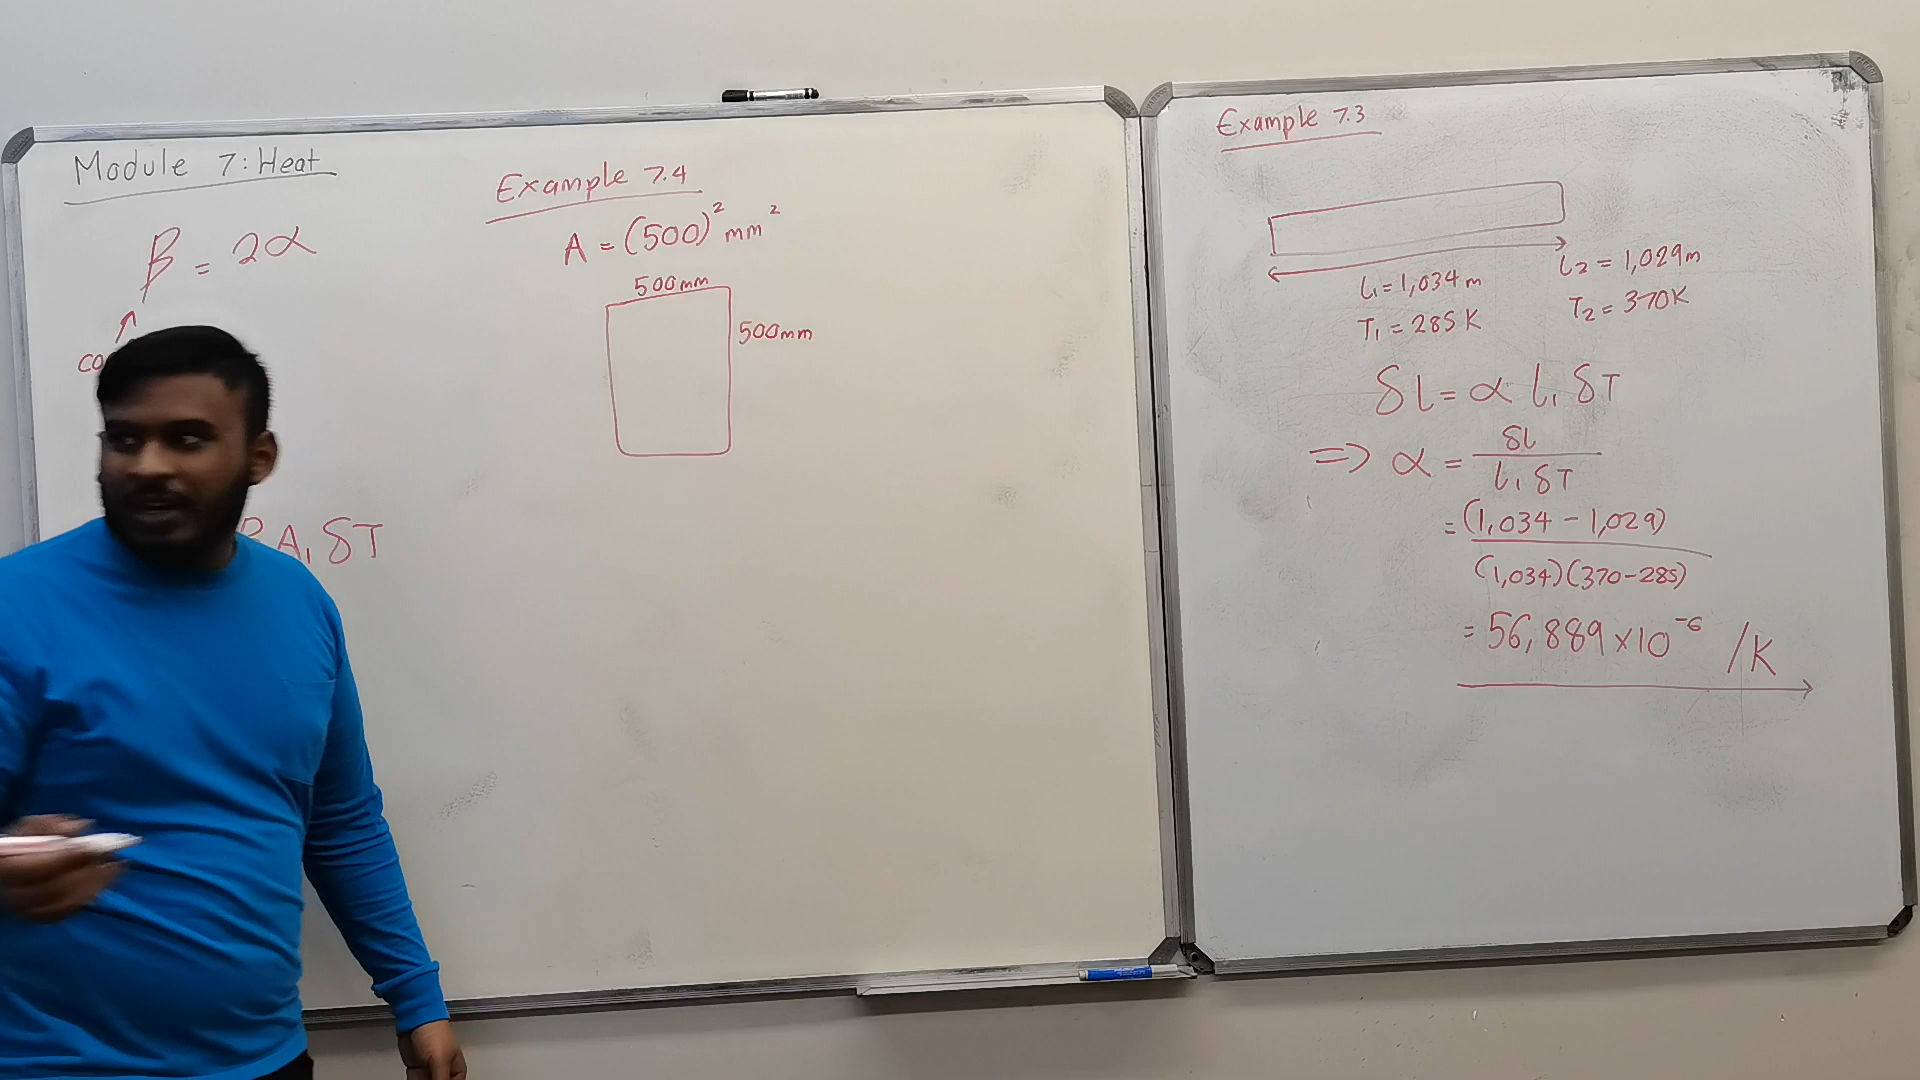 Module 7: Heat
β = 2α
A₁ δT
Example 7.4
A = (500)² mm²
500mm
500mm
Example 7.3
l₁ = 1,034 m
T₁ = 285 K
l₂ = 1,029m
T₂ = 370K
δl = α l₁ δT
=> α = δl / l₁ δT
= (1,034 - 1,029)
(1,034)(370-285)
= 56,889 × 10⁻⁶ /K